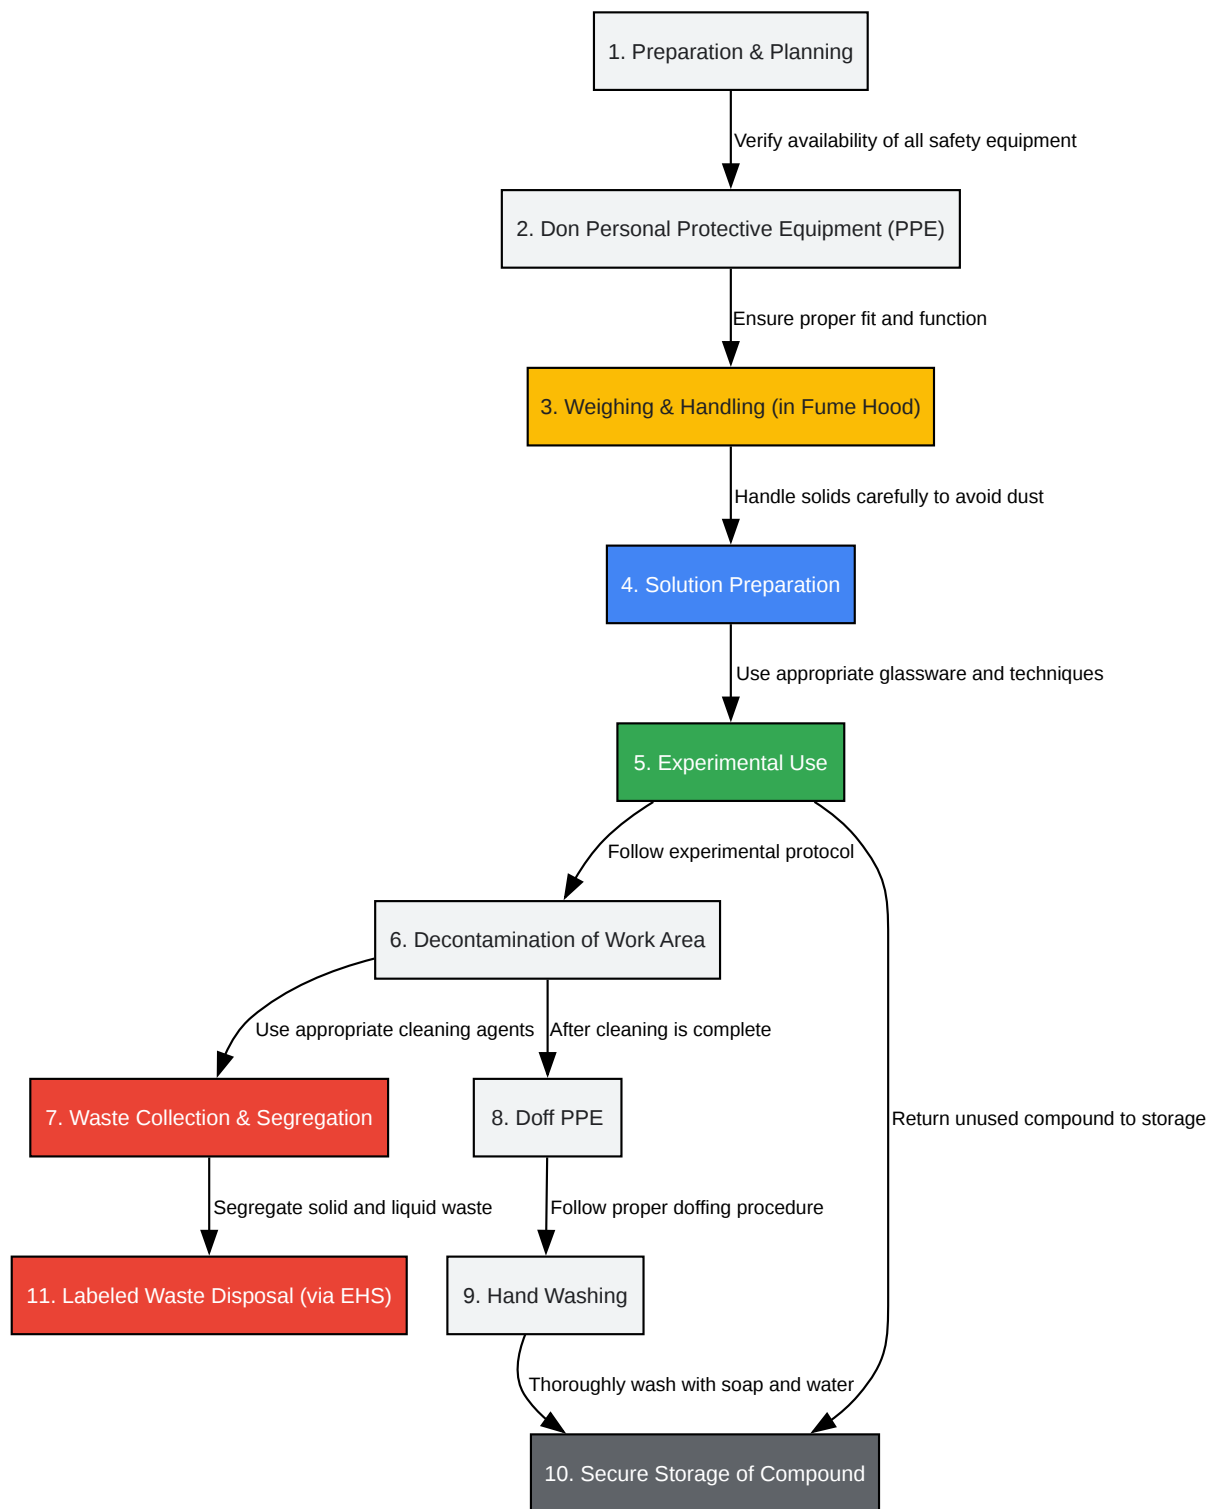 1. Preparation & Planning
Verify availability of all safety equipment
2. Don Personal Protective Equipment (PPE)
Ensure proper fit and function
3. Weighing & Handling (in Fume Hood)
Handle solids carefully to avoid dust
4. Solution Preparation
Use appropriate glassware and techniques
5. Experimental Use
Follow experimental protocol
6. Decontamination of Work Area
Use appropriate cleaning agents
After cleaning is complete
7. Waste Collection & Segregation
8. Doff PPE
Return unused compound to storage
Segregate solid and liquid waste
Follow proper doffing procedure
11. Labeled Waste Disposal (via EHS)
9. Hand Washing
Thoroughly wash with soap and water
10. Secure Storage of Compound